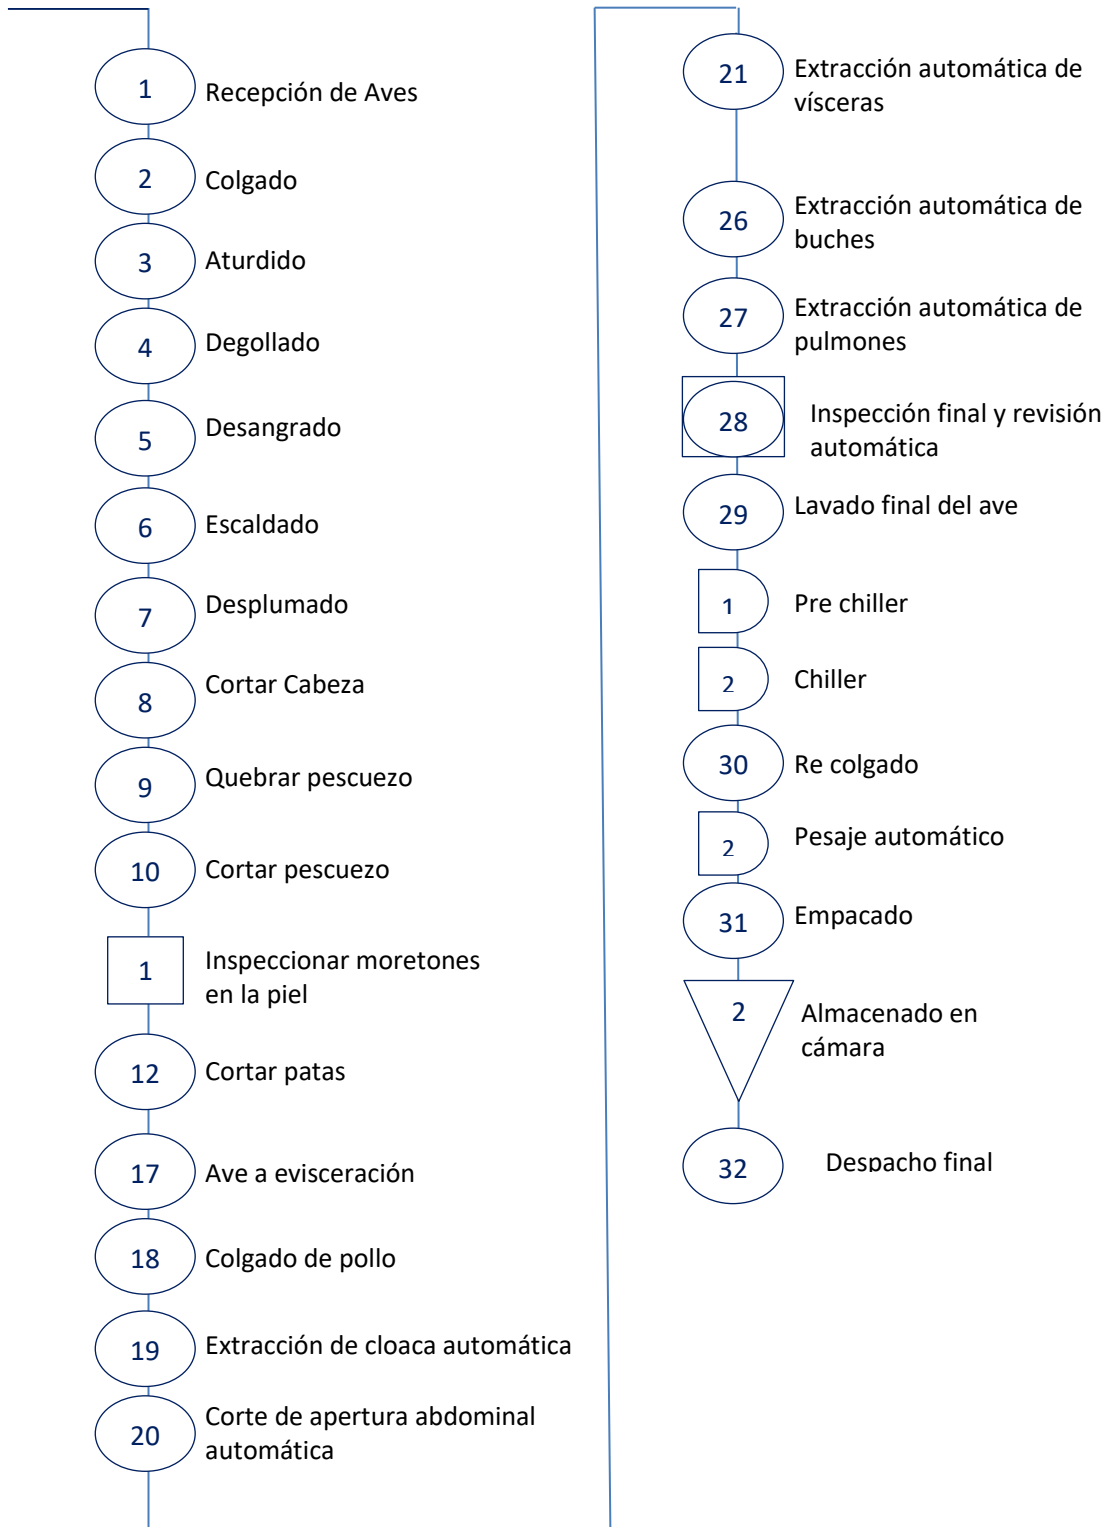 1
Recepción de Aves
2
Colgado
3
Aturdido
4
Degollado
5
Desangrado
6
Escaldado
7
Desplumado
8
Cortar Cabeza
9
Quebrar pescuezo
10
Cortar pescuezo
1
Inspeccionar moretones
en la piel
12
Cortar patas
17
Ave a evisceración
18
Colgado de pollo
19
Extracción de cloaca automática
20
Corte de apertura abdominal
automática
21
Extracción automática de
vísceras
26
Extracción automática de
buches
27
Extracción automática de
pulmones
28
Inspección final y revisión
automática
29
Lavado final del ave
1
Pre chiller
2
Chiller
30
Re colgado
2
Pesaje automático
31
Empacado
2
Almacenado en
cámara
32
Despacho final